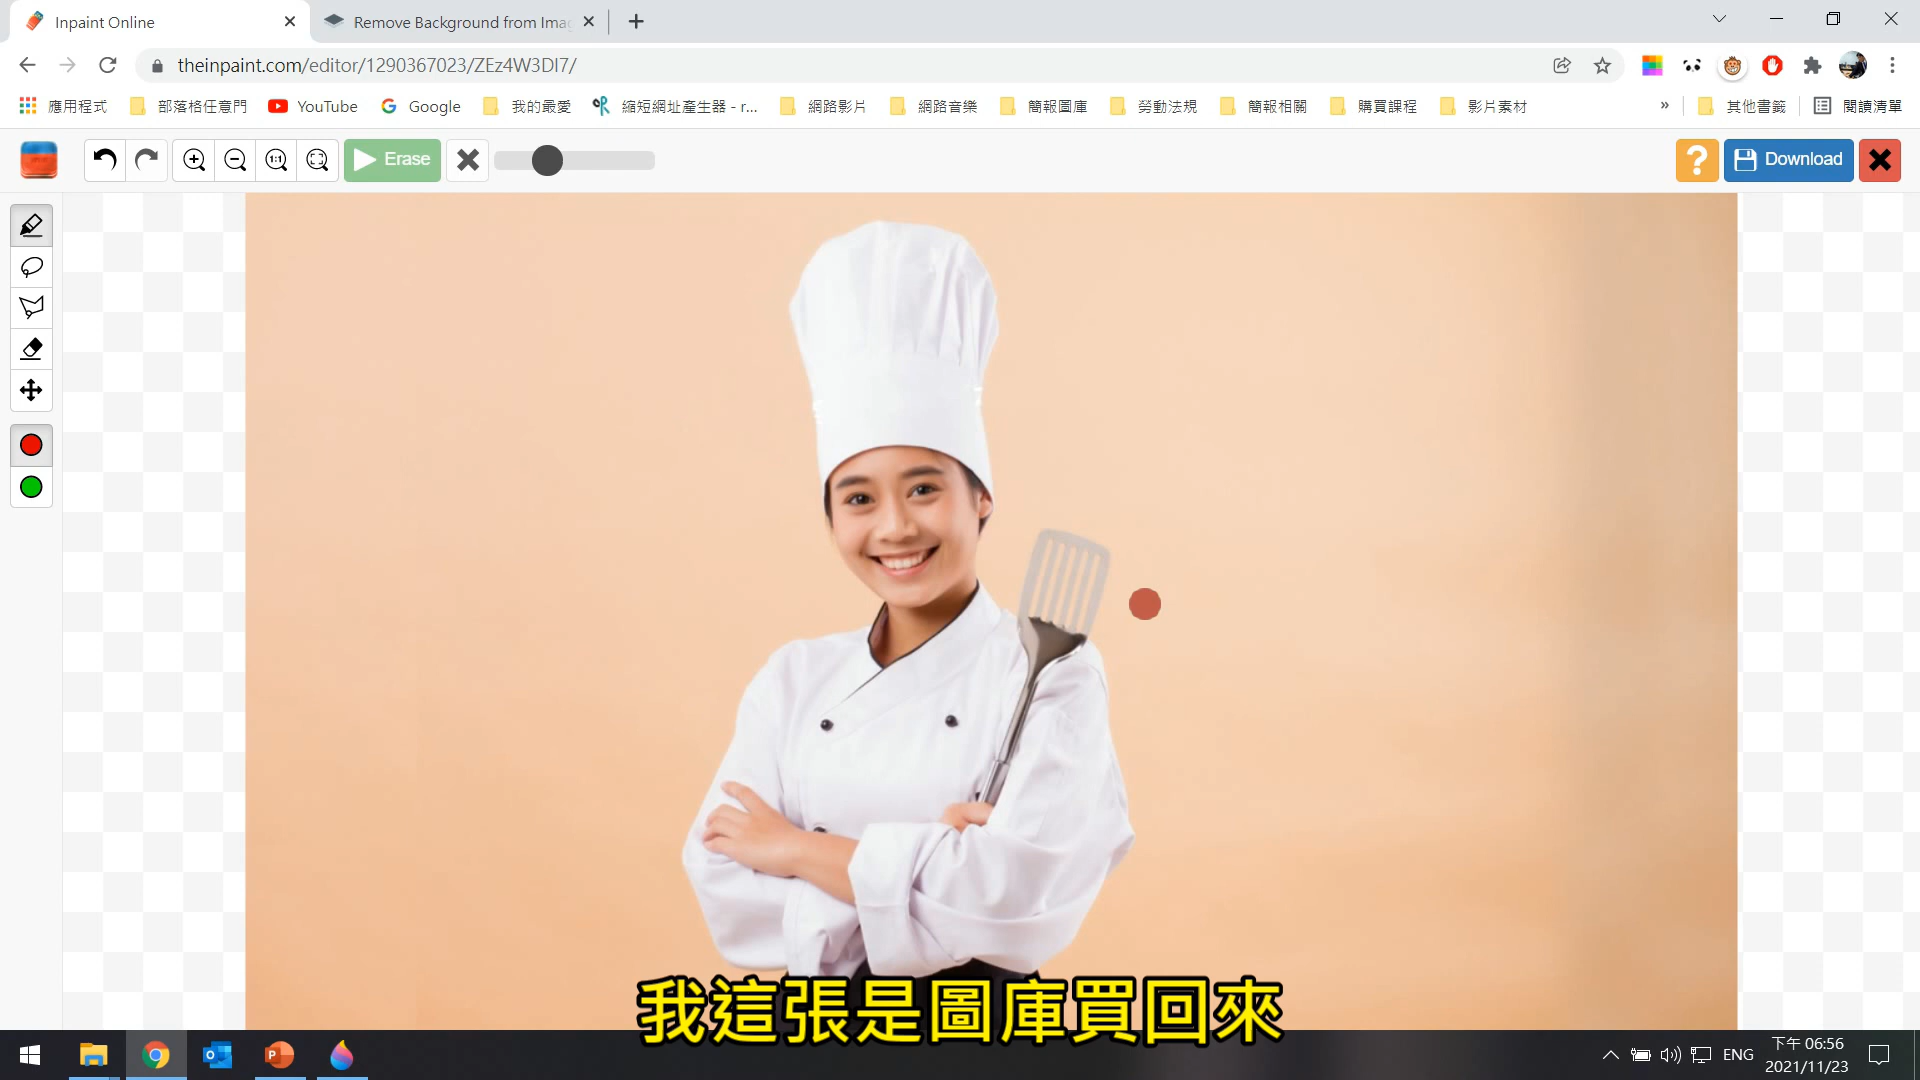 Inpaint Online
Remove Background from Ima
theinpaint.com/editor/1290367023/ZEz4W3DI7/
應用程式 部落格任意門 YouTube Google 我的最愛 縮短網址產生器 - r... 網路影片 網路音樂 簡報圖庫 勞動法規 簡報相關 購買課程 影片素材 » 其他書籤 閱讀清單
1:1 Erase ? Download
我這張是圖庫買回來
ENG
下午 06:56
2021/11/23